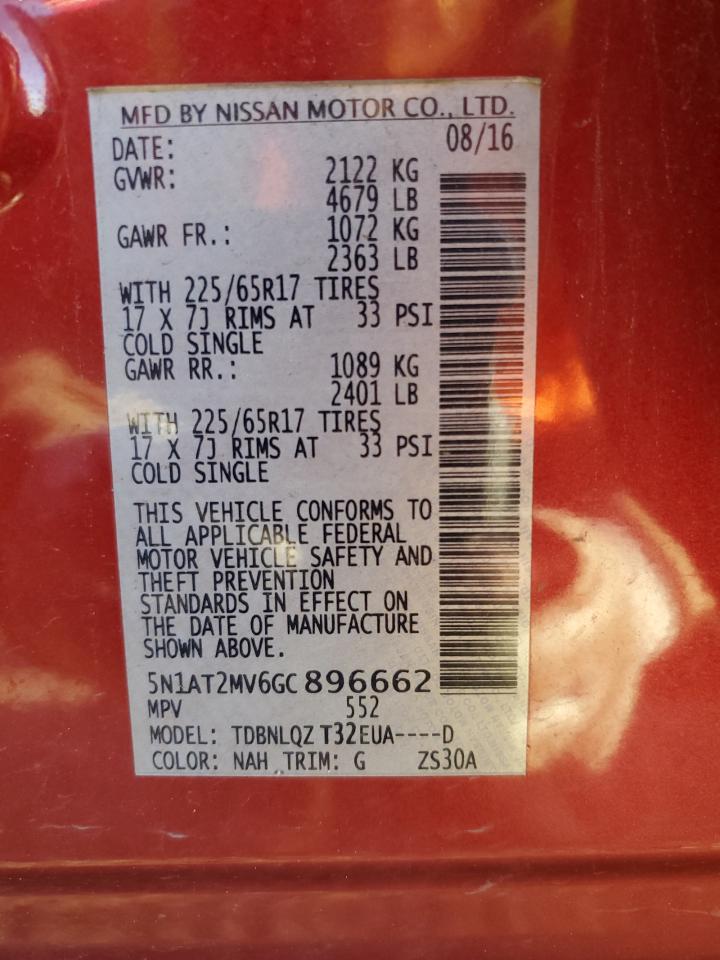 MFD BY NISSAN MOTOR CO., LTD.
DATE: 08/16
GVWR: 2122 KG
4679 LB
GAWR FR.: 1072 KG
2363 LB
WITH 225/65R17 TIRES
17 X 7J RIMS AT 33 PSI
COLD SINGLE
GAWR RR.: 1089 KG
2401 LB
WITH 225/65R17 TIRES
17 X 7J RIMS AT 33 PSI
COLD SINGLE
THIS VEHICLE CONFORMS TO
ALL APPLICABLE FEDERAL
MOTOR VEHICLE SAFETY AND
THEFT PREVENTION
STANDARDS IN EFFECT ON
THE DATE OF MANUFACTURE
SHOWN ABOVE.
5N1AT2MV6GC896662
MPV 552
MODEL: TDBNLQZ T32EUA----D
COLOR: NAH TRIM: G ZS30A